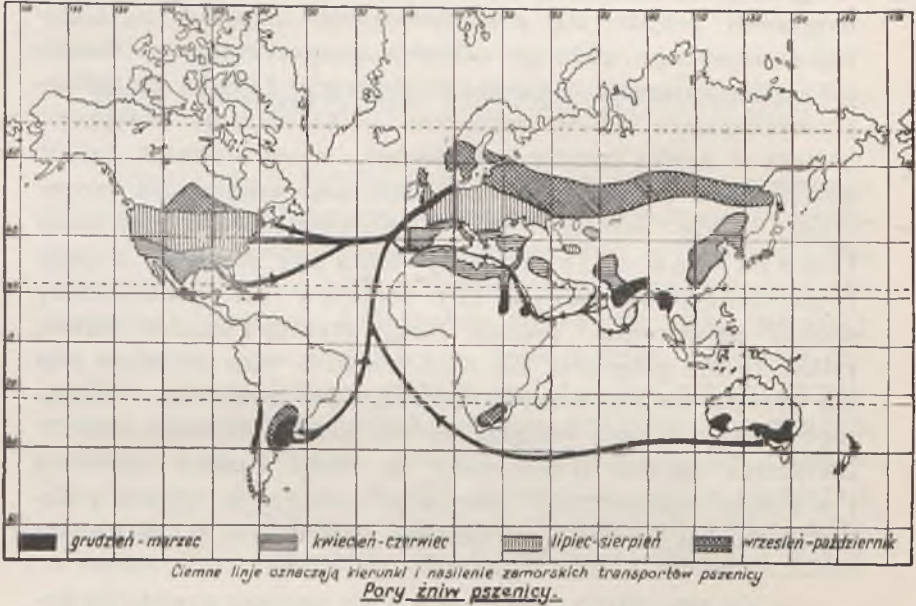 grudzień-marzec kwiecień-czerwiec lipiec-sierpień wrzesień-październik
Ciemne linje oznaczają kierunki i nasilenie zamorskich transportów pszenicy
Pory żniw pszenicy.